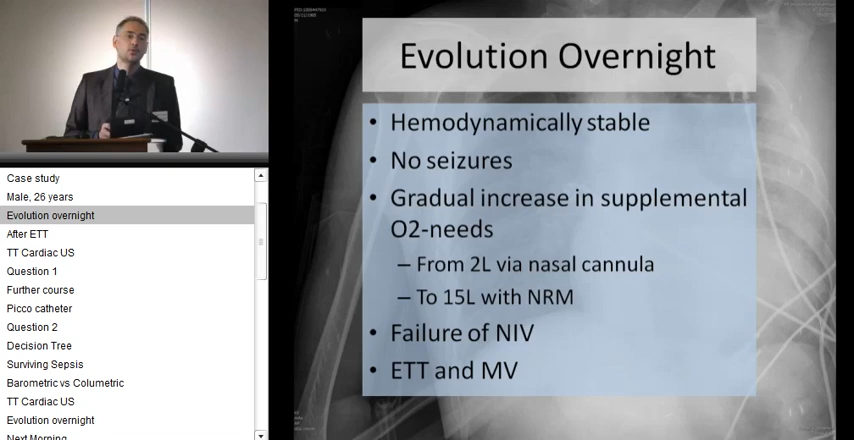 Evolution Overnight
• Hemodynamically stable
• No seizures
• Gradual increase in supplemental
O2-needs
– From 2L via nasal cannula
– To 15L with NRM
• Failure of NIV
• ETT and MV
Case study
Male, 26 years
Evolution overnight
After ETT
TT Cardiac US
Question 1
Further course
Picco catheter
Question 2
Decision Tree
Surviving Sepsis
Barometric vs Columetric
TT Cardiac US
Evolution overnight
Next Morning